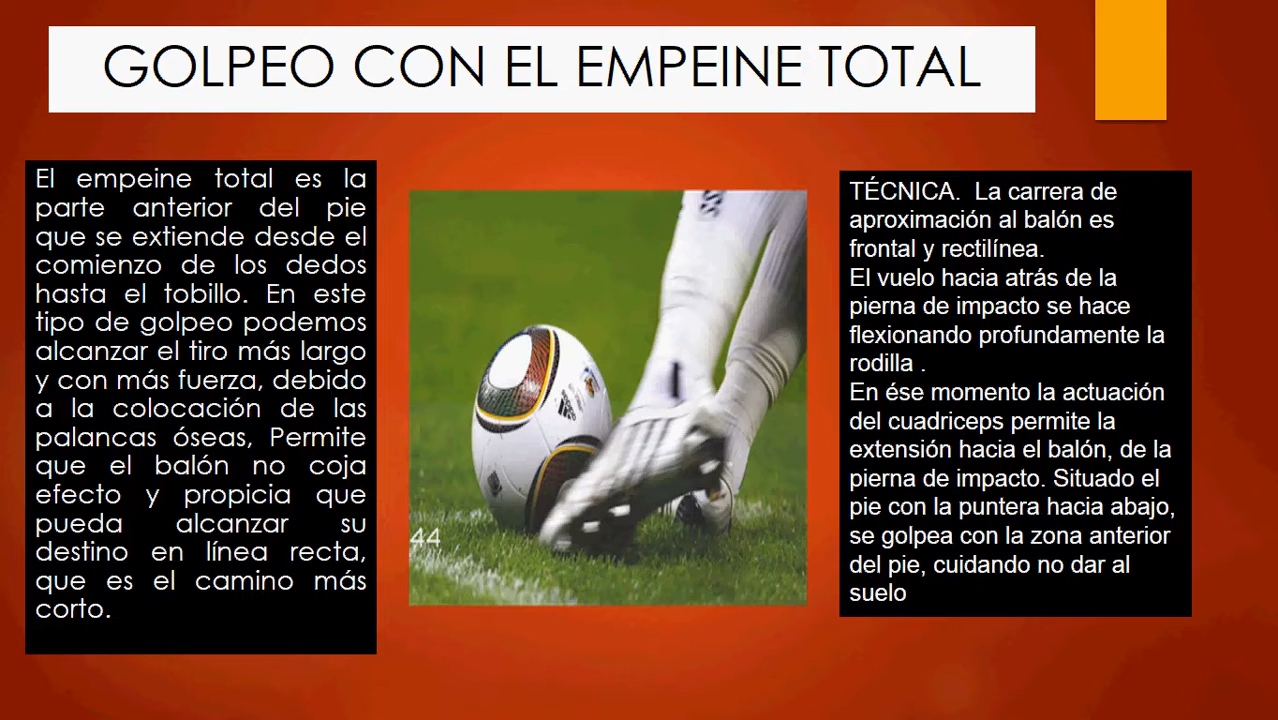 GOLPEO CON EL EMPEINE TOTAL
El empeine total es la
parte anterior del pie
que se extiende desde el
comienzo de los dedos
hasta el tobillo. En este
tipo de golpeo podemos
alcanzar el tiro más largo
y con más fuerza, debido
a la colocación de las
palancas óseas, Permite
que el balón no coja
efecto y propicia que
pueda alcanzar su
destino en línea recta,
que es el camino más
corto.
44
TÉCNICA. La carrera de
aproximación al balón es
frontal y rectilínea.
El vuelo hacia atrás de la
pierna de impacto se hace
flexionando profundamente la
rodilla .
En ése momento la actuación
del cuadriceps permite la
extensión hacia el balón, de la
pierna de impacto. Situado el
pie con la puntera hacia abajo,
se golpea con la zona anterior
del pie, cuidando no dar al
suelo